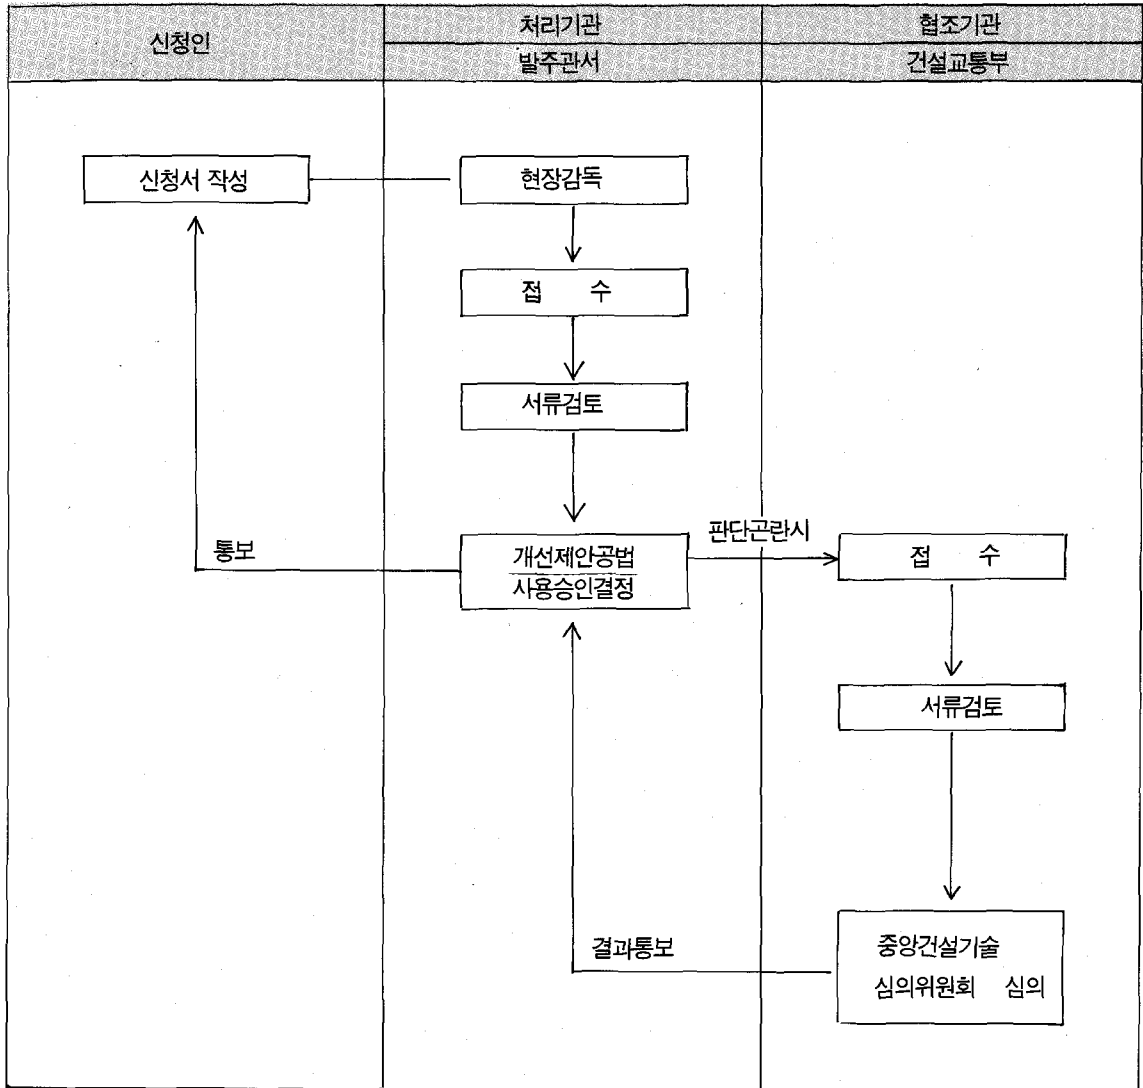 신청인
처리기관
발주관서
협조기관
건설교통부
신청서 작성
현장감독
접 수
서류검토
개선제안공법
사용승인결정
통보
판단곤란시
접 수
서류검토
중앙건설기술
심의위원회 심의
결과통보